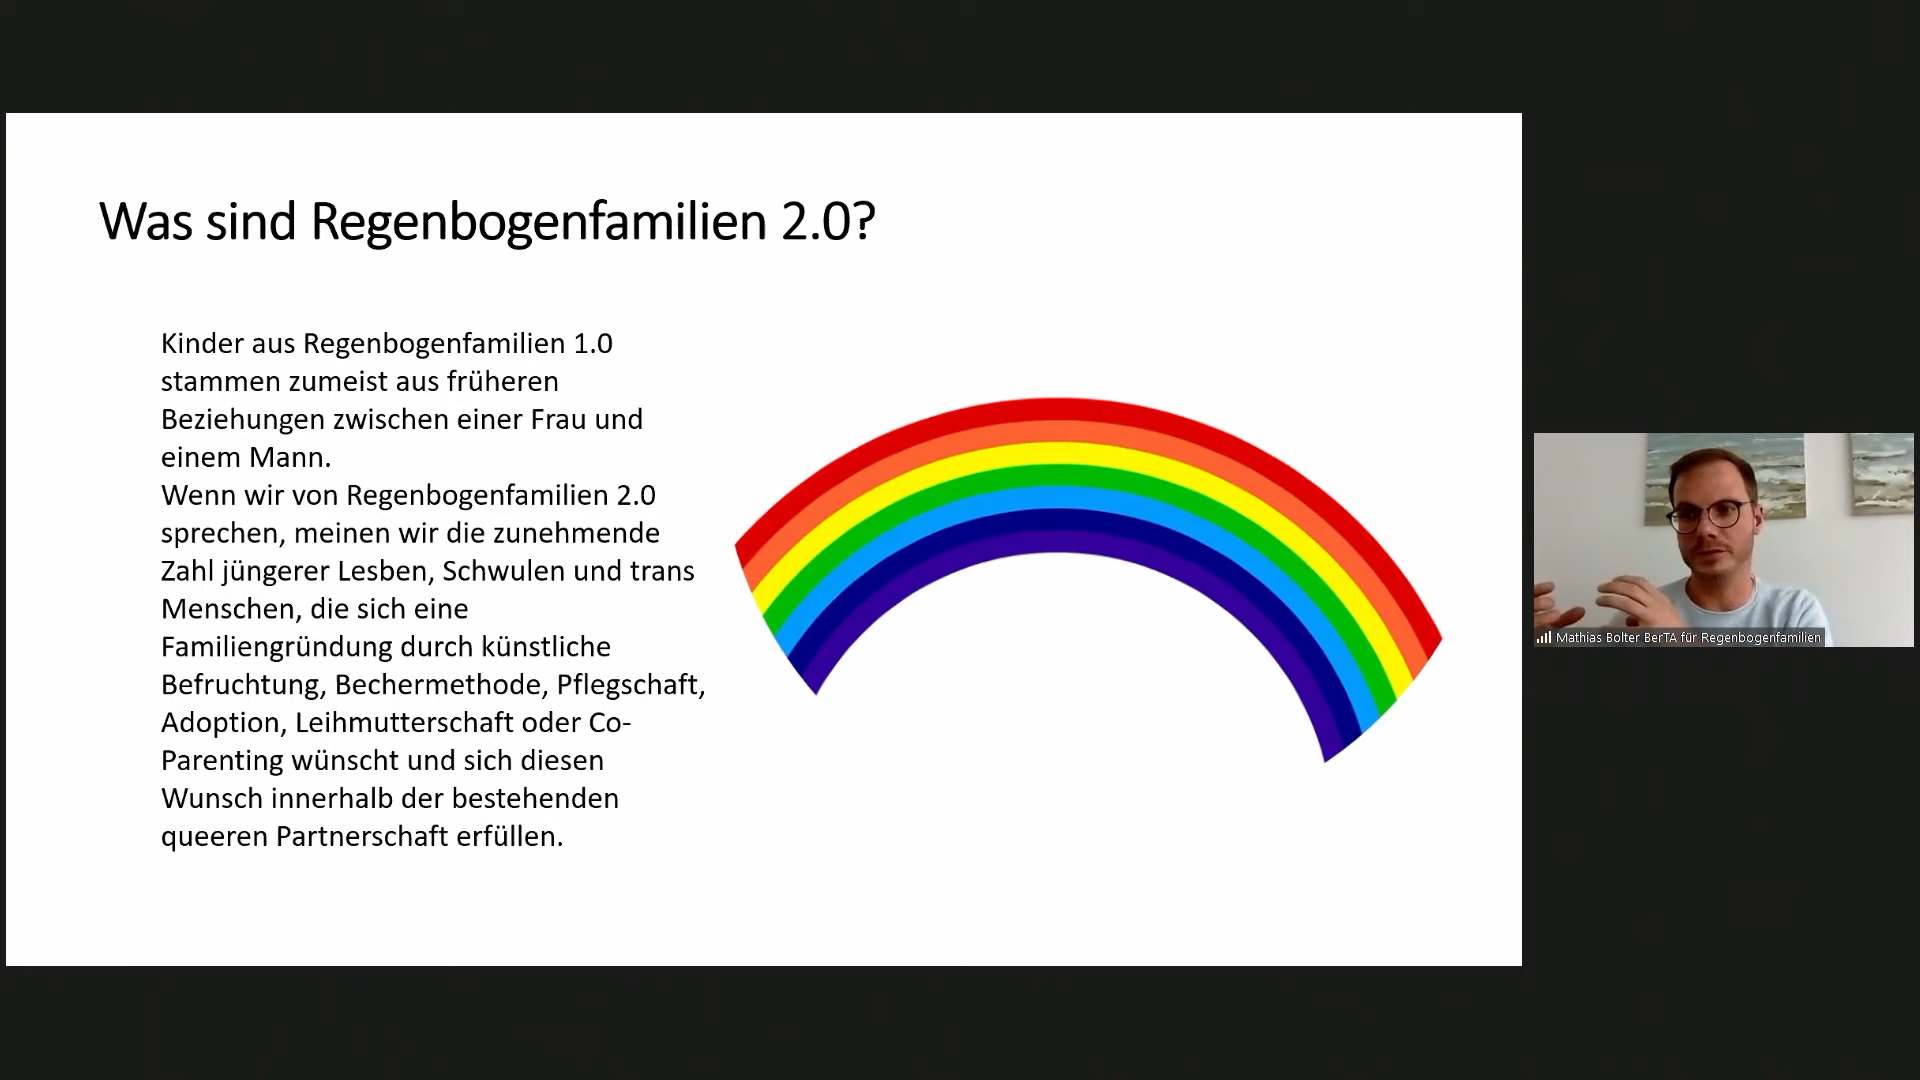 Was sind Regenbogenfamilien 2.0?
Kinder aus Regenbogenfamilien 1.0
stammen zumeist aus früheren
Beziehungen zwischen einer Frau und
einem Mann.
Wenn wir von Regenbogenfamilien 2.0
sprechen, meinen wir die zunehmende
Zahl jüngerer Lesben, Schwulen und trans
Menschen, die sich eine
Familiengründung durch künstliche
Befruchtung, Bechermethode, Pflegschaft,
Adoption, Leihmutterschaft oder Co-
Parenting wünscht und sich diesen
Wunsch innerhalb der bestehenden
queeren Partnerschaft erfüllen.
Mathias Bolter BerTA für Regenbogenfamilien